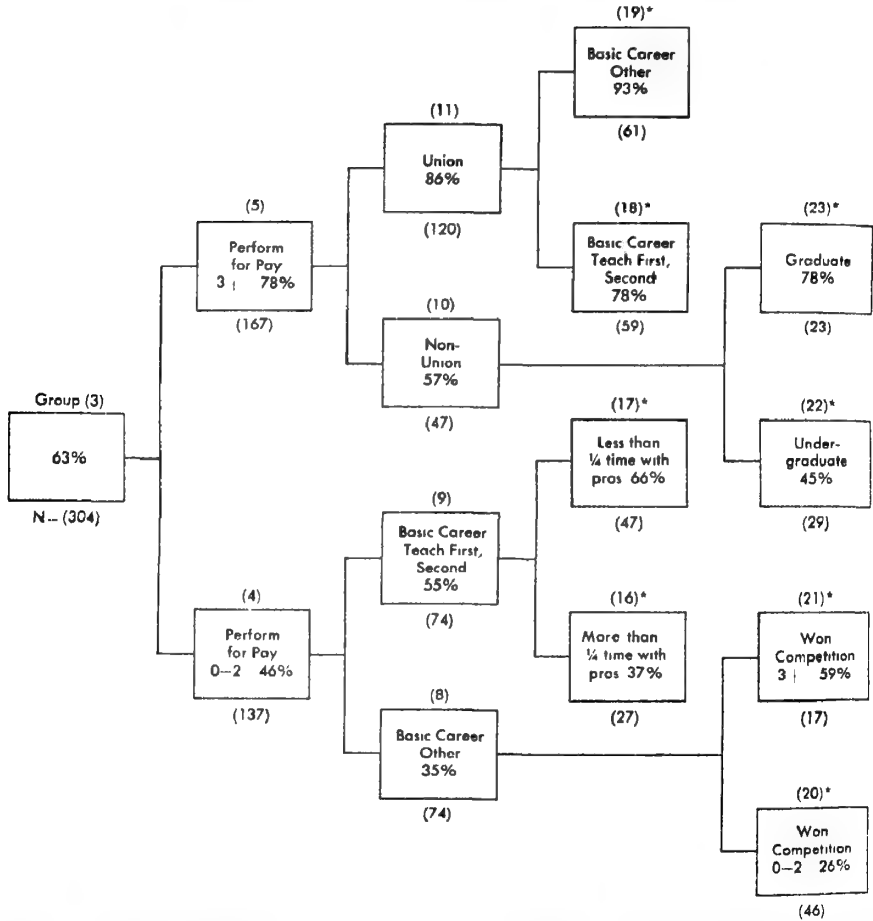 (19)*
Basic Career
Other
93%
(61)
(11)
Union
86%
(120)
(18)*
Basic Career
Teach First,
Second
78%
(59)
(5)
Perform
for Pay
3 | 78%
(167)
(10)
Non-
Union
57%
(47)
(23)*
Graduate
78%
(23)
(22)*
Under-
graduate
45%
(29)
Group (3)
63%
N— (304)
(17)*
Less than
¼ time with
pros 66%
(47)
(9)
Basic Career
Teach First,
Second
55%
(74)
(16)*
More than
¼ time with
pros 37%
(27)
(4)
Perform
for Pay
0—2 46%
(137)
(8)
Basic Career
Other
35%
(74)
(21)*
Won
Competition
3 | 59%
(17)
(20)*
Won
Competition
0—2 26%
(46)